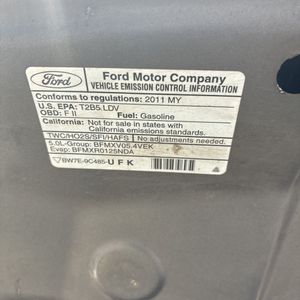 Ford
Ford Motor Company
VEHICLE EMISSION CONTROL INFORMATION
Conforms to regulations: 2011 MY
U.S. EPA: T2B5 LDV
OBD: F II Fuel: Gasoline
California: Not for sale in states with
California emissions standards.
TWC/HO2S/SFI/HAFS No adjustments needed.
5.0L-Group: BFMXV05.4VEK
Evap: BFMXR0125NDA
BW7E-9C485-UFK